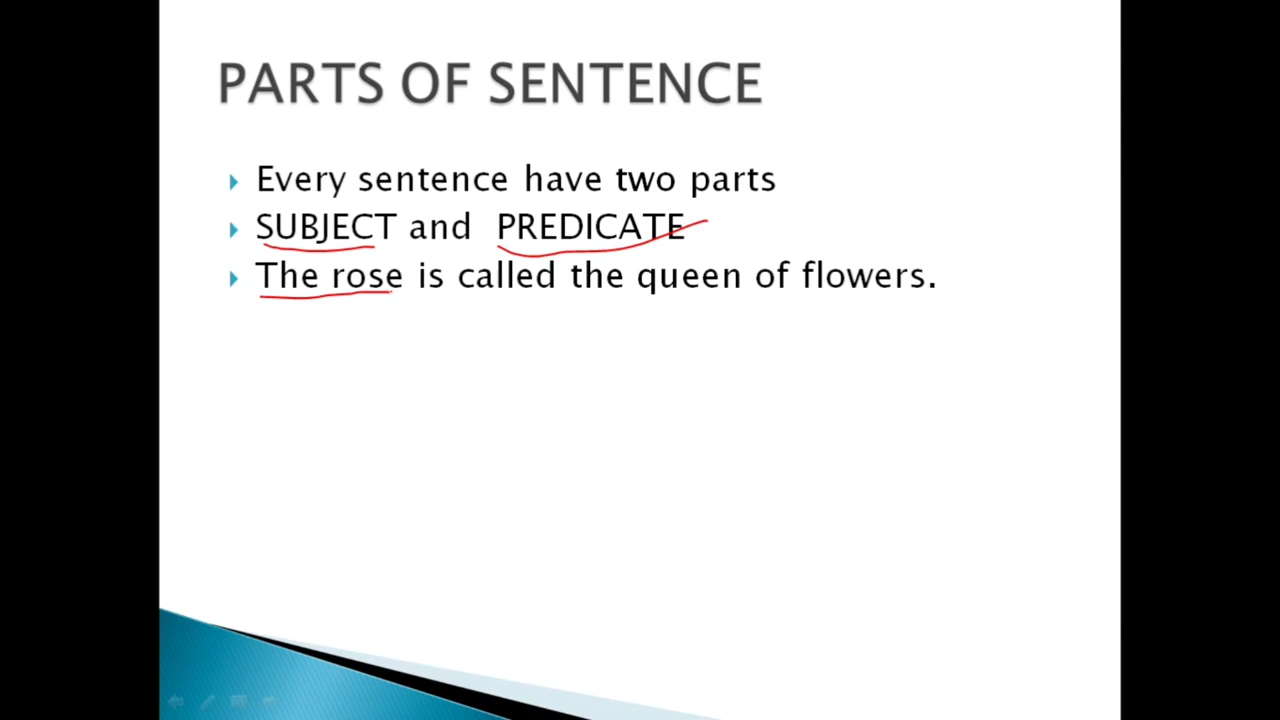 PARTS OF SENTENCE
Every sentence have two parts
SUBJECT and PREDICATE
The rose is called the queen of flowers.